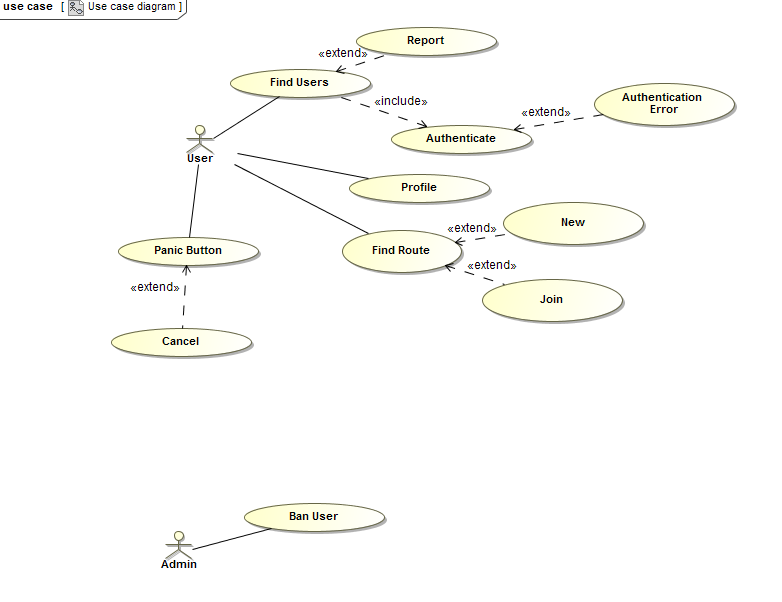 use case [ Use case diagram ]
Report
«extend»
Find Users
«include»
Authentication
Error
«extend»
Authenticate
User
Profile
New
«extend»
Panic Button
Find Route
«extend»
«extend»
Join
Cancel
Ban User
Admin